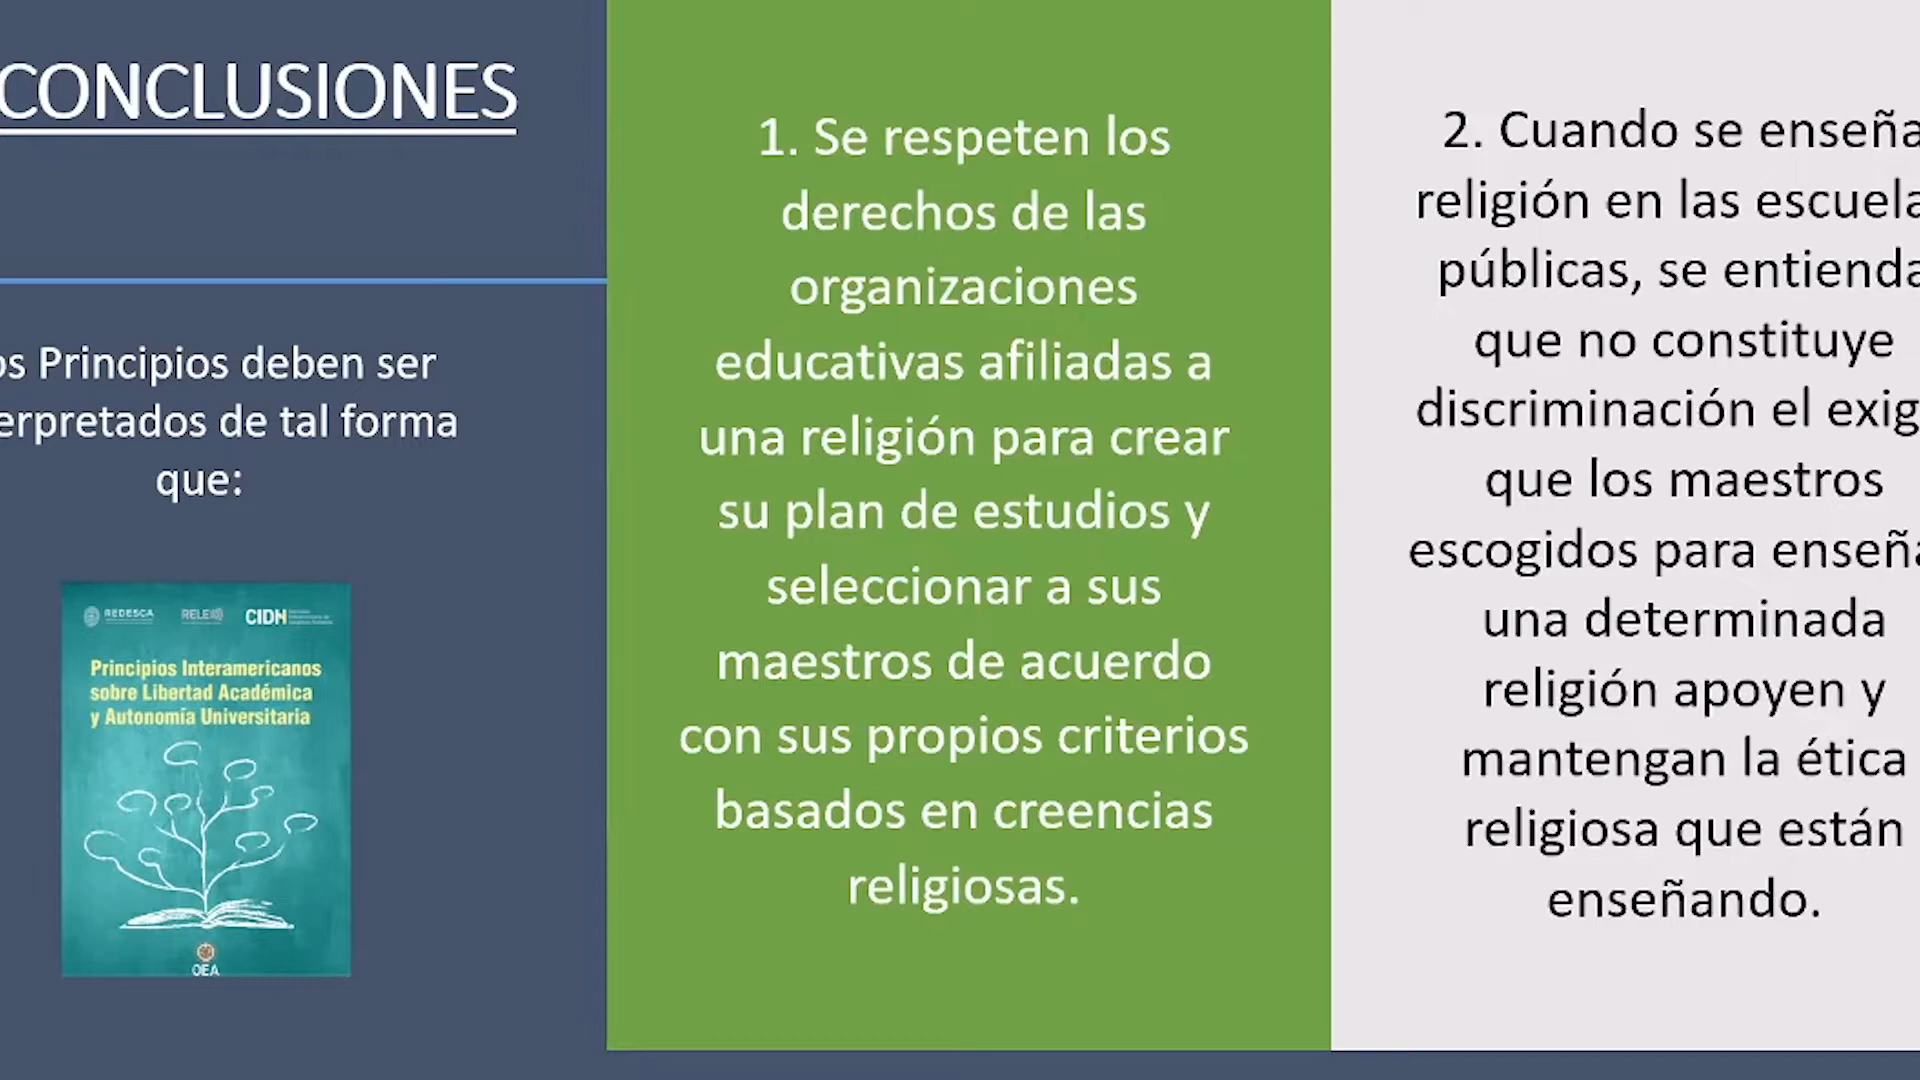 CONCLUSIONES
os Principios deben ser
erpretados de tal forma
que:
REDESCA RELE CIDH
Principios Interamericanos
sobre Libertad Académica
y Autonomía Universitaria
OEA
1. Se respeten los
derechos de las
organizaciones
educativas afiliadas a
una religión para crear
su plan de estudios y
seleccionar a sus
maestros de acuerdo
con sus propios criterios
basados en creencias
religiosas.
2. Cuando se enseña
religión en las escuela
públicas, se entienda
que no constituye
discriminación el exig
que los maestros
escogidos para enseña
una determinada
religión apoyen y
mantengan la ética
religiosa que están
enseñando.